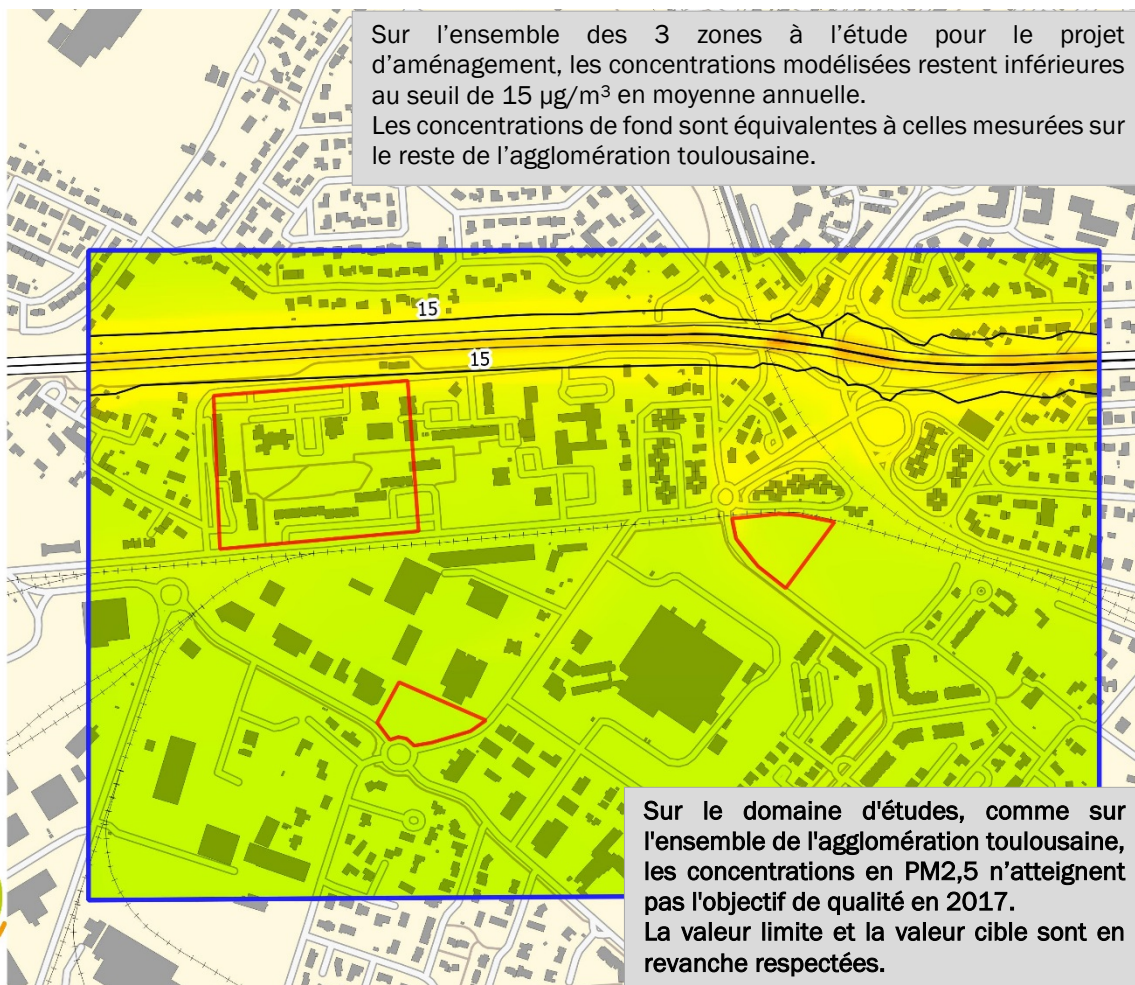 Sur l’ensemble des 3 zones à l’étude pour le projet
d’aménagement, les concentrations modélisées restent inférieures
au seuil de 15 µg/m³ en moyenne annuelle.
Les concentrations de fond sont équivalentes à celles mesurées sur
le reste de l’agglomération toulousaine.
15
15
Sur le domaine d'études, comme sur
l'ensemble de l'agglomération toulousaine,
les concentrations en PM2,5 n’atteignent
pas l'objectif de qualité en 2017.
La valeur limite et la valeur cible sont en
revanche respectées.